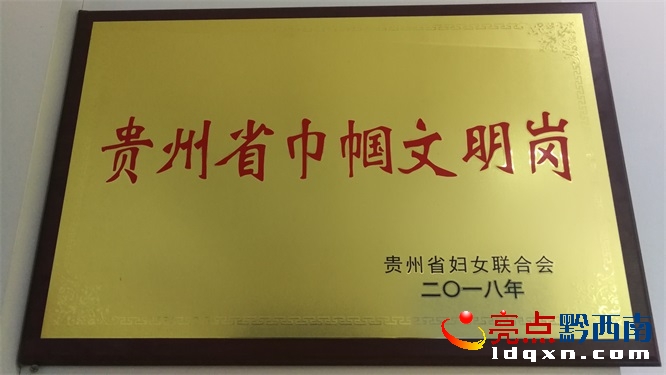 贵州省巾帼文明岗
贵州省妇女联合会
二〇一八年
亮点黔西南
ldqxn.com